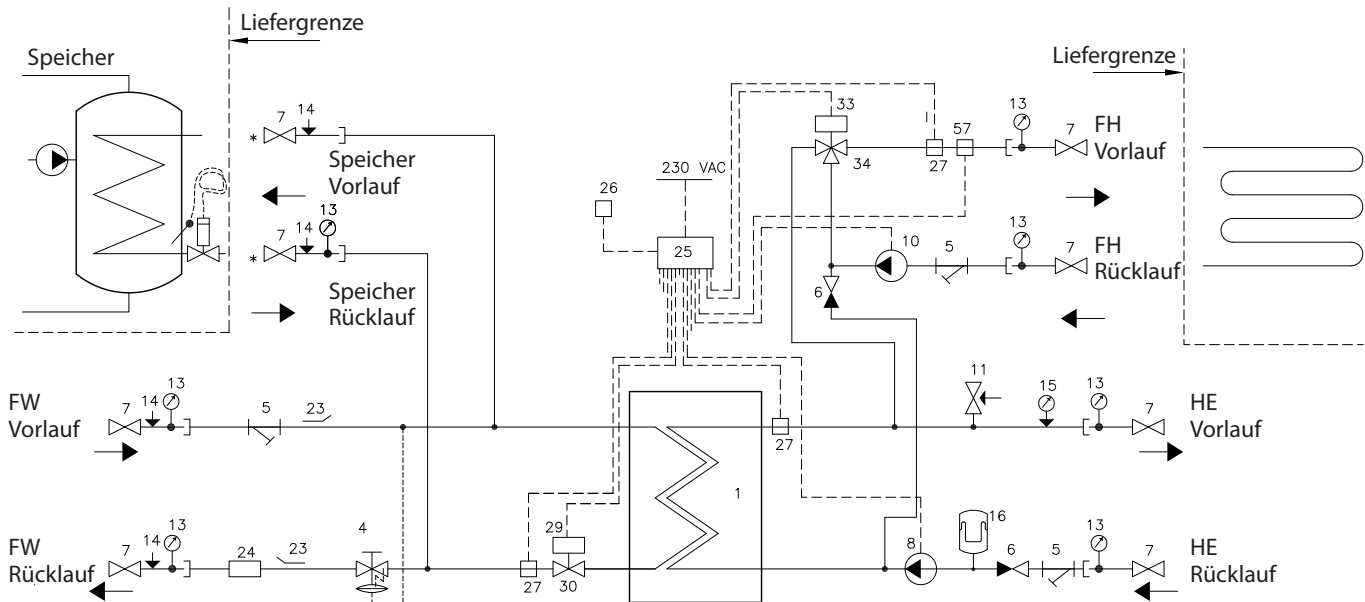 Liefergrenze
Speicher
Liefergrenze
33
13
7
FH
Vorlauf
14
7
*
57
27
34
Speicher
Vorlauf
230 VAC
26
13
14
7
*
25
10
5
13
7
FH
Rücklauf
6
Speicher
Rücklauf
FW
Vorlauf
7
14
13
5
23
27
11
15
13
7
HE
Vorlauf
1
FW
Rücklauf
7
14
13
24
23
4
27
29
30
8
16
6
5
13
7
HE
Rücklauf